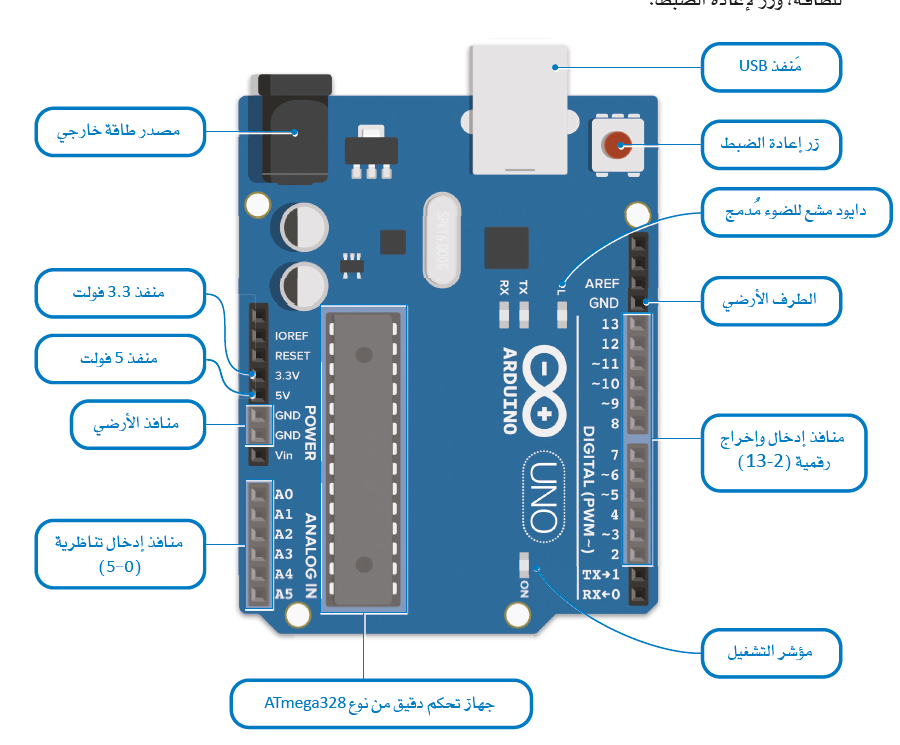 للطاقة، وزر لإعادة الضبط.
مَنفذ USB
زر إعادة الضبط
دايود مشع للضوء مُدمج
الطرف الأرضي
منافذ إدخال وإخراج
رقمية (2-13)
مؤشر التشغيل
مصدر طاقة خارجي
منفذ 3.3 فولت
منفذ 5 فولت
منافذ الأرضي
منافذ إدخال تناظرية
(0-5)
جهاز تحكم دقيق من نوع ATmega328
SPK16.000G
RX
TX
L
AREF
GND
13
12
~11
~10
~9
8
7
~6
~5
4
~3
2
TX→1
RX←0
DIGITAL (PWM~)
ARDUINO
UNO
ON
IOREF
RESET
3.3V
5V
GND
GND
Vin
POWER
A0
A1
A2
A3
A4
A5
ANALOG IN